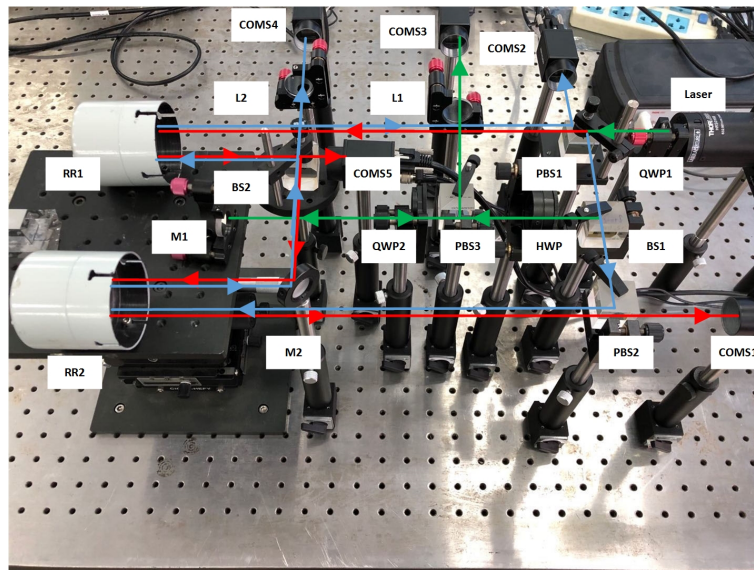 COMS4
COMS3
COMS2
L2
L1
Laser
RR1
BS2
COMS5
PBS1
QWP1
M1
QWP2
PBS3
HWP
BS1
RR2
M2
PBS2
COMS1